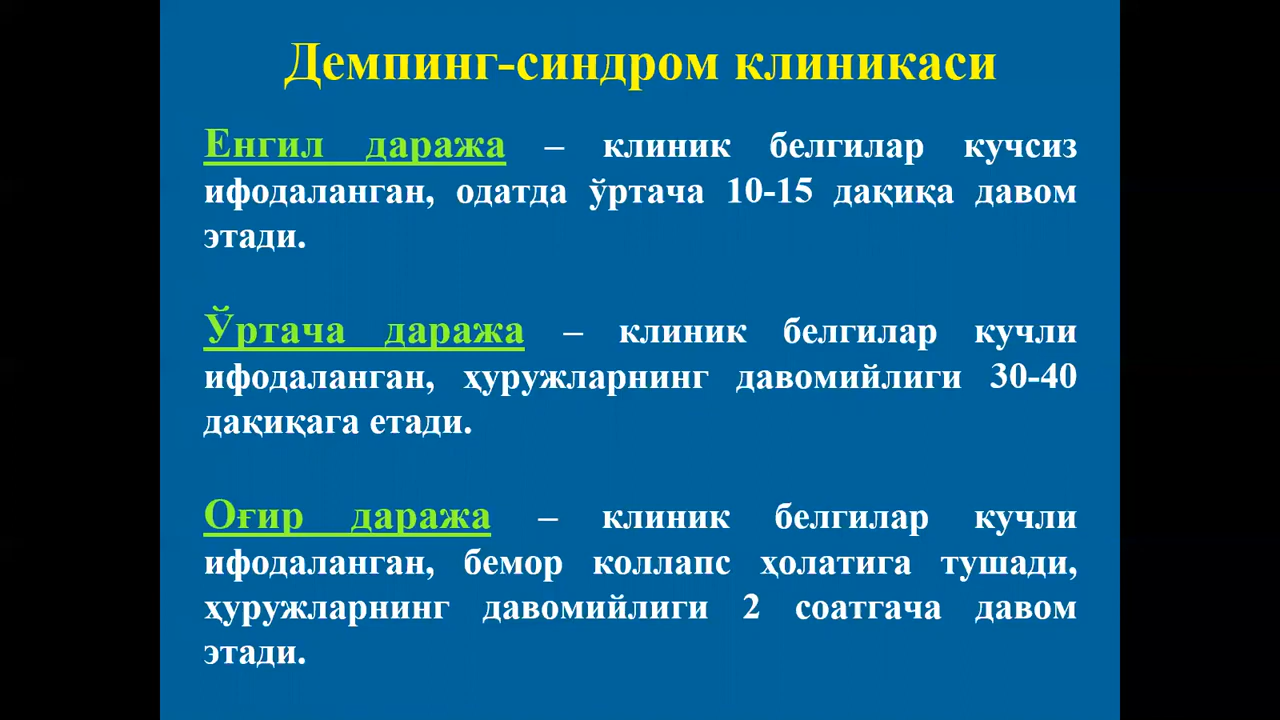 Демпинг-синдром клиникаси
Енгил даража – клиник белгилар кучсиз
ифодаланган, одатда ўртача 10-15 дақиқа давом
этади.
Ўртача даража – клиник белгилар кучли
ифодаланган, ҳуружларнинг давомийлиги 30-40
дақиқага етади.
Оғир даража – клиник белгилар кучли
ифодаланган, бемор коллапс ҳолатига тушади,
ҳуружларнинг давомийлиги 2 соатгача давом
этади.